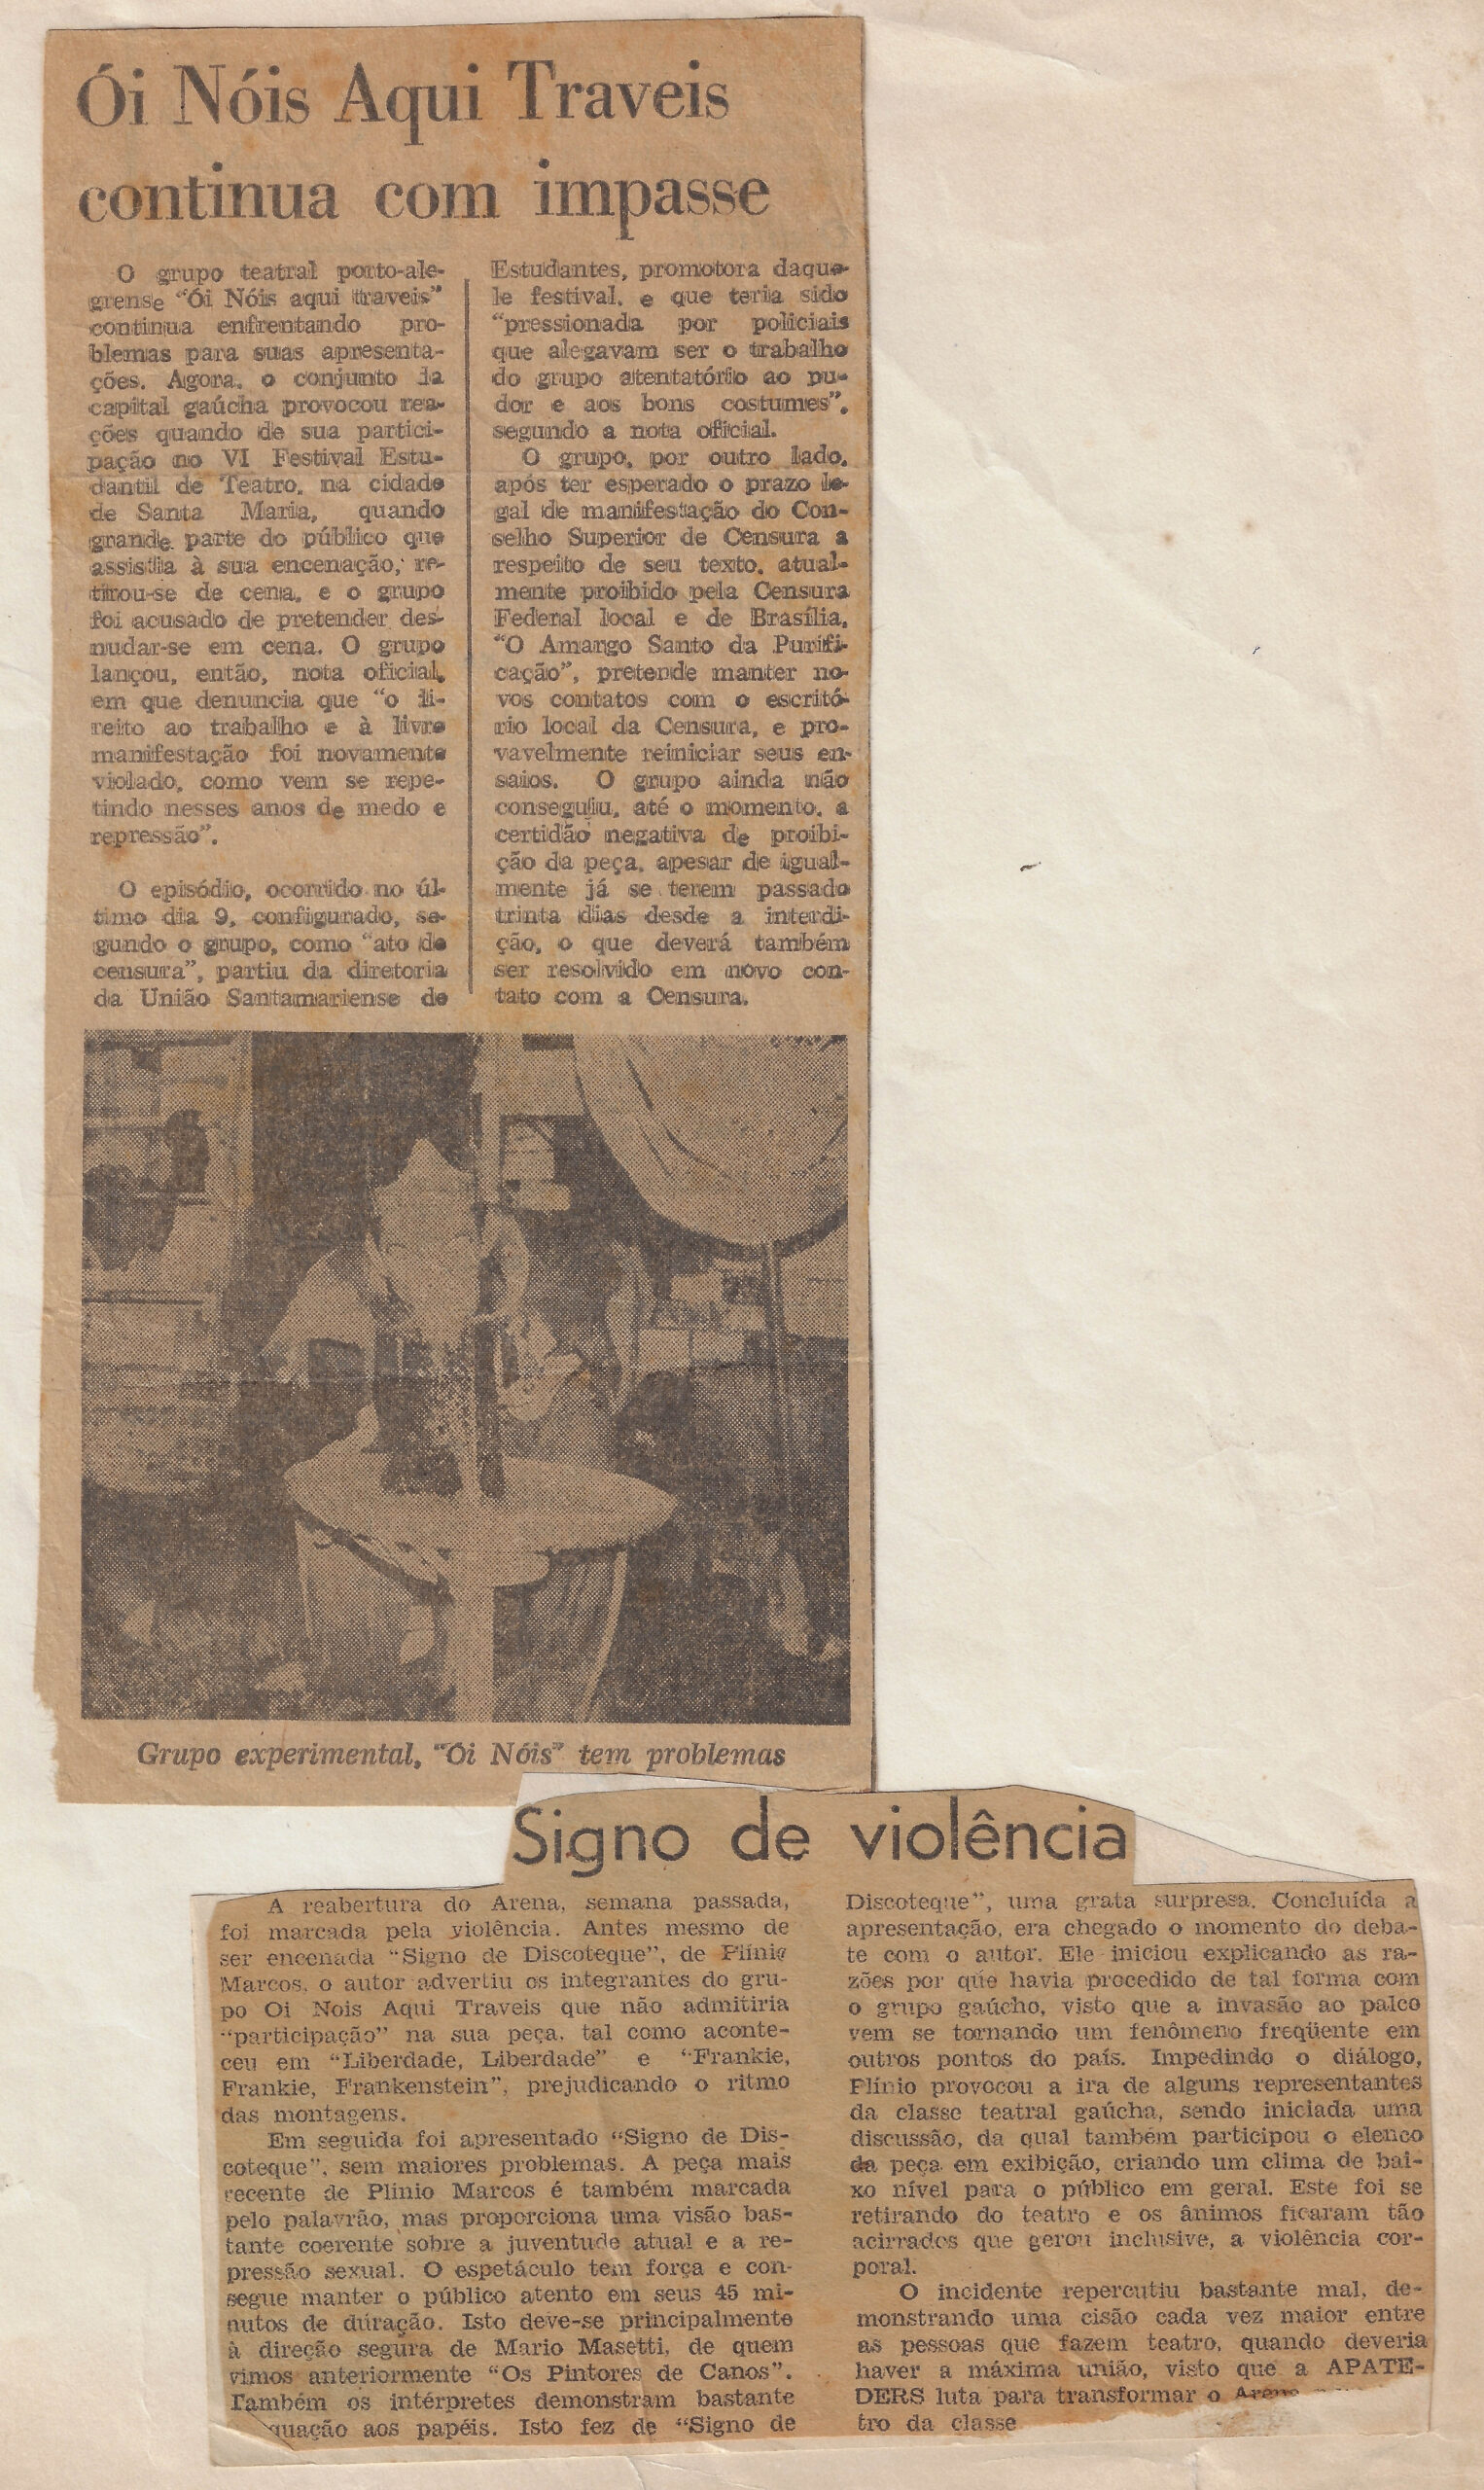 Ói Nóis Aqui Traveis
continua com impasse
O grupo teatral porto-ale-
grense "Ói Nóis aqui traveis"
continua enfrentando pro-
blemas para suas apresenta-
ções. Agora, o conjunto da
capital gaúcha provocou rea-
ções quando de sua partici-
pação no VI Festival Estu-
dantil de Teatro, na cidade
de Santa Maria, quando
grande parte do público que
assistia à sua encenação, re-
tirou-se de cena, e o grupo
foi acusado de pretender des-
nudar-se em cena. O grupo
lançou, então, nota oficial,
em que denuncia que "o di-
reito ao trabalho e à livre
manifestação foi novamente
violado, como vem se repe-
tindo nesses anos de medo e
repressão".
O episódio, ocorrido no úl-
timo dia 9, configurado, se-
gundo o grupo, como "ato de
censura", partiu da diretoria
da União Santamariense de
Estudantes, promotora daque-
le festival, e que teria sido
"pressionada por policiais
que alegavam ser o trabalho
do grupo atentatório ao pu-
dor e aos bons costumes",
segundo a nota oficial.
O grupo, por outro lado,
após ter esperado o prazo le-
gal de manifestação do Con-
selho Superior de Censura a
respeito de seu texto, atual-
mente proibido pela Censura
Federal local e de Brasília,
"O Amargo Santo da Purifi-
cação", pretende manter no-
vos contatos com o escritó-
rio local da Censura, e pro-
vavelmente reiniciar seus en-
saios. O grupo ainda não
conseguiu, até o momento, a
certidão negativa de proibi-
ção da peça, apesar de igual-
mente já se terem passado
trinta dias desde a interdi-
ção, o que deverá também
ser resolvido em novo con-
tato com a Censura.
Grupo experimental, "Ói Nóis" tem problemas
Signo de violência
A reabertura do Arena, semana passada,
foi marcada pela violência. Antes mesmo de
ser encenada "Signo de Discoteque", de Plínio
Marcos, o autor advertiu os integrantes do gru-
po Oi Nois Aqui Traveis que não admitiria
"participação" na sua peça, tal como aconte-
ceu em "Liberdade, Liberdade" e "Frankie,
Frankie, Frankenstein", prejudicando o ritmo
das montagens.
Em seguida foi apresentado "Signo de Dis-
coteque", sem maiores problemas. A peça mais
recente de Plinio Marcos é também marcada
pelo palavrão, mas proporciona uma visão bas-
tante coerente sobre a juventude atual e a re-
pressão sexual. O espetáculo tem força e con-
segue manter o público atento em seus 45 mi-
nutos de duração. Isto deve-se principalmente
à direção segura de Mario Masetti, de quem
vimos anteriormente "Os Pintores de Canos".
Também os intérpretes demonstram bastante
quação aos papéis. Isto fez de "Signo de
Discoteque", uma grata surpresa. Concluída a
apresentação, era chegado o momento do deba-
te com o autor. Ele iniciou explicando as ra-
zões por que havia procedido de tal forma com
o grupo gaúcho, visto que a invasão ao palco
vem se tornando um fenômeno freqüente em
outros pontos do país. Impedindo o diálogo,
Plínio provocou a ira de alguns representantes
da classe teatral gaúcha, sendo iniciada uma
discussão, da qual também participou o elenco
da peça em exibição, criando um clima de bai-
xo nível para o público em geral. Este foi se
retirando do teatro e os ânimos ficaram tão
acirrados que gerou inclusive, a violência cor-
poral.
O incidente repercutiu bastante mal, de-
monstrando uma cisão cada vez maior entre
as pessoas que fazem teatro, quando deveria
haver a máxima união, visto que a APATE-
DERS luta para transformar o Arena
tro da classe